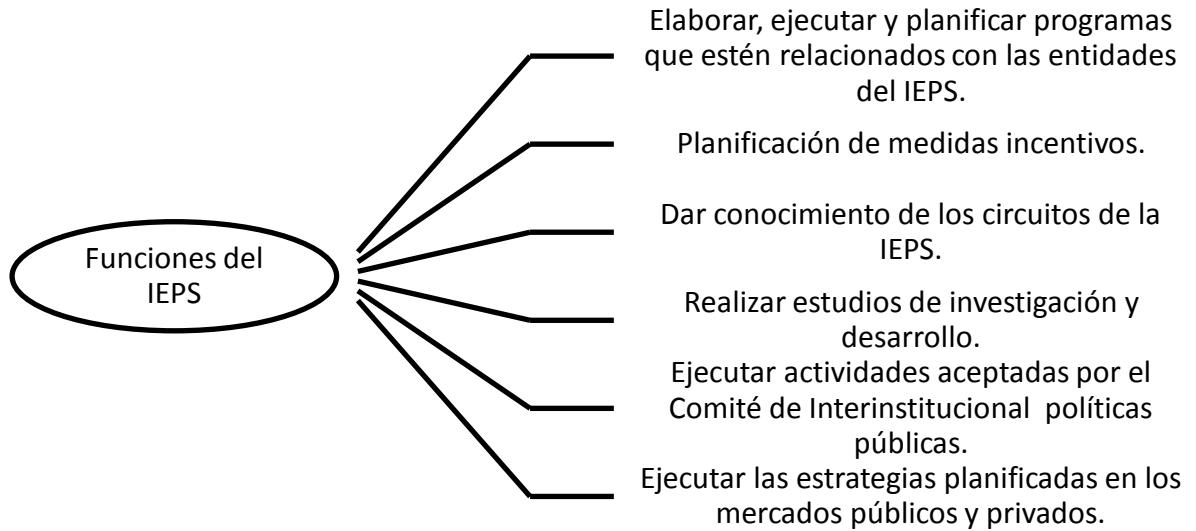 Elaborar, ejecutar y planificar programas
que estén relacionados con las entidades
del IEPS.
Planificación de medidas incentivos.
Dar conocimiento de los circuitos de la
IEPS.
Funciones del
IEPS
Realizar estudios de investigación y
desarrollo.
Ejecutar actividades aceptadas por el
Comité de Interinstitucional  políticas
públicas.
Ejecutar las estrategias planificadas en los
mercados públicos y privados.